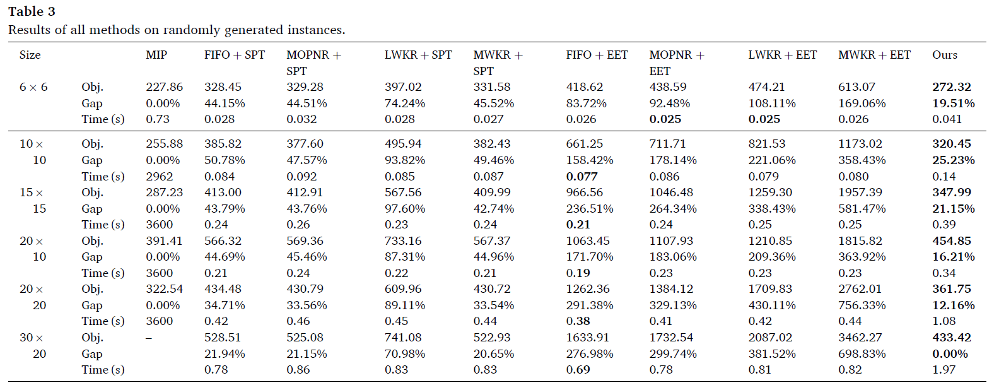 Table 3
Results of all methods on randomly generated instances.
Size MIP FIFO + SPT MOPNR + LWKR + SPT MWKR + FIFO + EET MOPNR + LWKR + EET MWKR + EET Ours
SPT SPT EET
6 × 6 Obj. 227.86 328.45 329.28 397.02 331.58 418.62 438.59 474.21 613.07 272.32
Gap 0.00% 44.15% 44.51% 74.24% 45.52% 83.72% 92.48% 108.11% 169.06% 19.51%
Time (s) 0.73 0.028 0.032 0.028 0.027 0.026 0.025 0.025 0.026 0.041
10 × Obj. 255.88 385.82 377.60 495.94 382.43 661.25 711.71 821.53 1173.02 320.45
10 Gap 0.00% 50.78% 47.57% 93.82% 49.46% 158.42% 178.14% 221.06% 358.43% 25.23%
Time (s) 2962 0.084 0.092 0.085 0.087 0.077 0.086 0.079 0.080 0.14
15 × Obj. 287.23 413.00 412.91 567.56 409.99 966.56 1046.48 1259.30 1957.39 347.99
15 Gap 0.00% 43.79% 43.76% 97.60% 42.74% 236.51% 264.34% 338.43% 581.47% 21.15%
Time (s) 3600 0.24 0.26 0.23 0.24 0.21 0.24 0.25 0.25 0.39
20 × Obj. 391.41 566.32 569.36 733.16 567.37 1063.45 1107.93 1210.85 1815.82 454.85
10 Gap 0.00% 44.69% 45.46% 87.31% 44.96% 171.70% 183.06% 209.36% 363.92% 16.21%
Time (s) 3600 0.21 0.24 0.22 0.21 0.19 0.23 0.23 0.23 0.34
20 × Obj. 322.54 434.48 430.79 609.96 430.72 1262.36 1384.12 1709.83 2762.01 361.75
20 Gap 0.00% 34.71% 33.56% 89.11% 33.54% 291.38% 329.13% 430.11% 756.33% 12.16%
Time (s) 3600 0.42 0.46 0.45 0.44 0.38 0.41 0.42 0.44 1.08
30 × Obj. – 528.51 525.08 741.08 522.93 1633.91 1732.54 2087.02 3462.27 433.42
20 Gap 21.94% 21.15% 70.98% 20.65% 276.98% 299.74% 381.52% 698.83% 0.00%
Time (s) 0.78 0.86 0.83 0.83 0.69 0.78 0.81 0.82 1.97